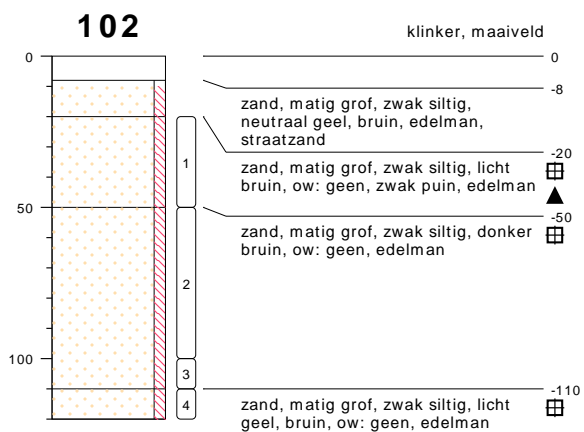 102
klinker, maaiveld
0
0
-8
zand, matig grof, zwak siltig,
neutraal geel, bruin, edelman,
straatzand
-20
zand, matig grof, zwak siltig, licht
bruin, ow: geen, zwak puin, edelman
1
50
-50
zand, matig grof, zwak siltig, donker
bruin, ow: geen, edelman
2
100
3
-110
zand, matig grof, zwak siltig, licht
geel, bruin, ow: geen, edelman
4